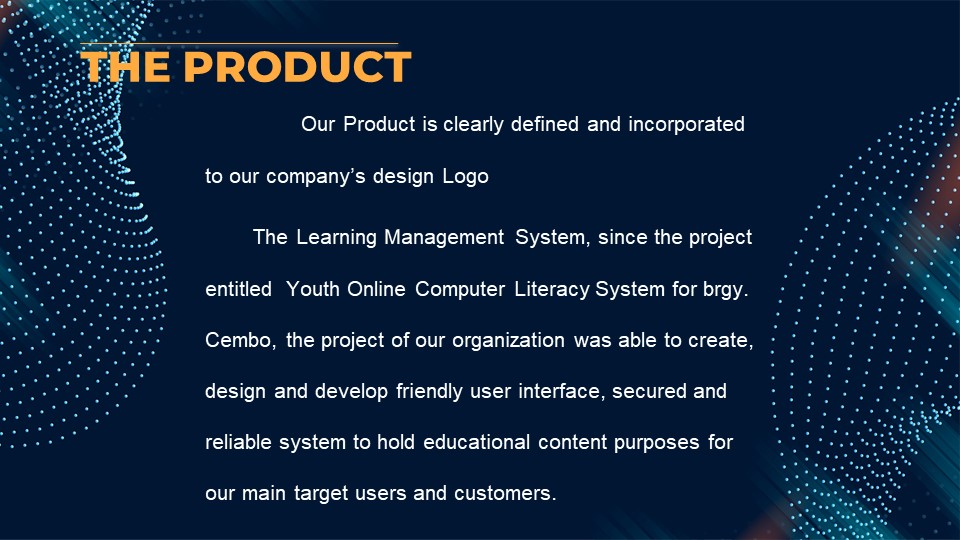 THE PRODUCT
Our Product is clearly defined and incorporated
to our company’s design Logo
The Learning Management System, since the project
entitled Youth Online Computer Literacy System for brgy.
Cembo, the project of our organization was able to create,
design and develop friendly user interface, secured and
reliable system to hold educational content purposes for
our main target users and customers.